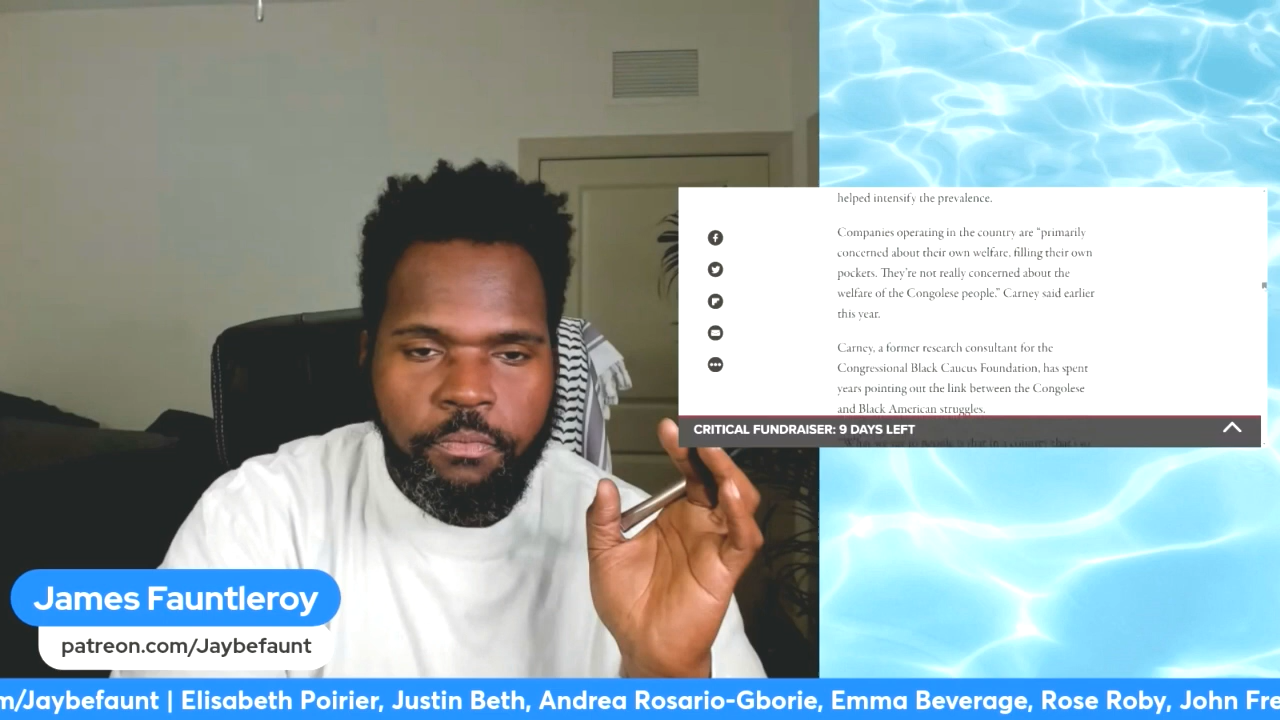 helped intensify the prevalence.
Companies operating in the country are “primarily
concerned about their own welfare, filling their own
pockets. They’re not really concerned about the
welfare of the Congolese people,” Carney said earlier
this year.
Carney, a former research consultant for the
Congressional Black Caucus Foundation, has spent
years pointing out the link between the Congolese
and Black American struggles.
CRITICAL FUNDRAISER: 9 DAYS LEFT
James Fauntleroy
patreon.com/Jaybefaunt
m/Jaybefaunt | Elisabeth Poirier, Justin Beth, Andrea Rosario-Gborie, Emma Beverage, Rose Roby, John Fre